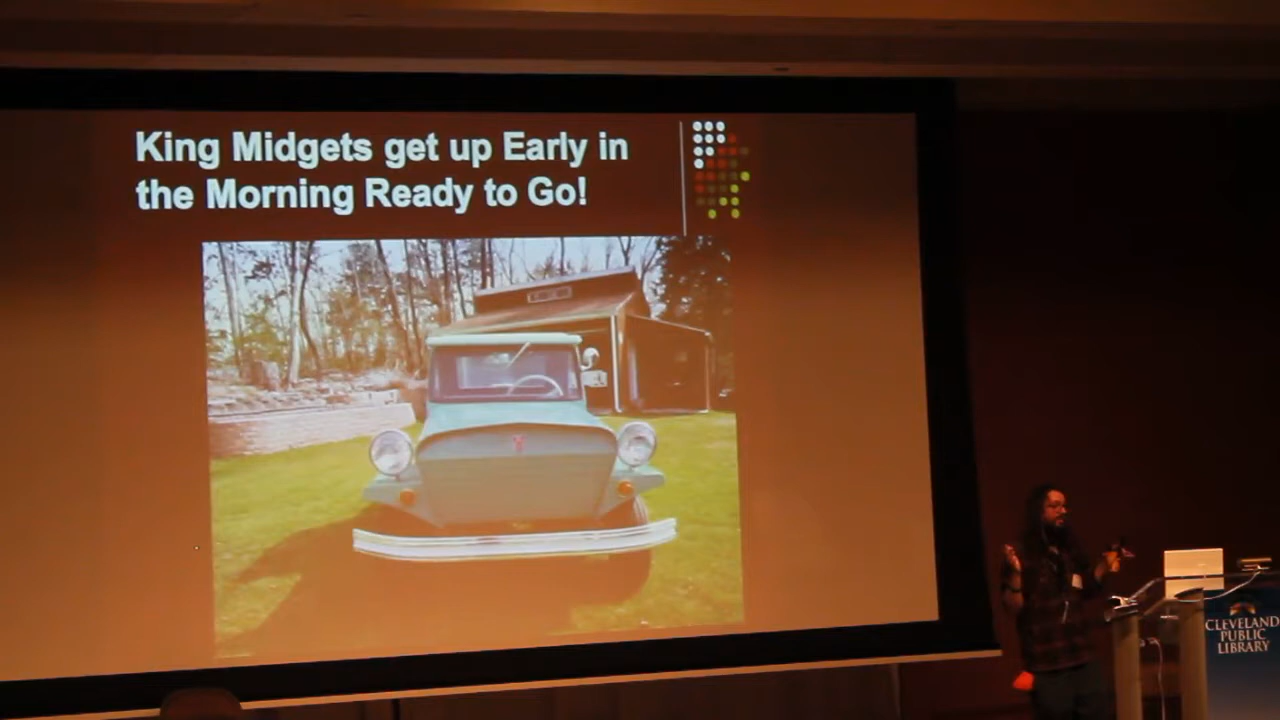 King Midgets get up Early in
the Morning Ready to Go!
CLEVELAND
PUBLIC
LIBRARY